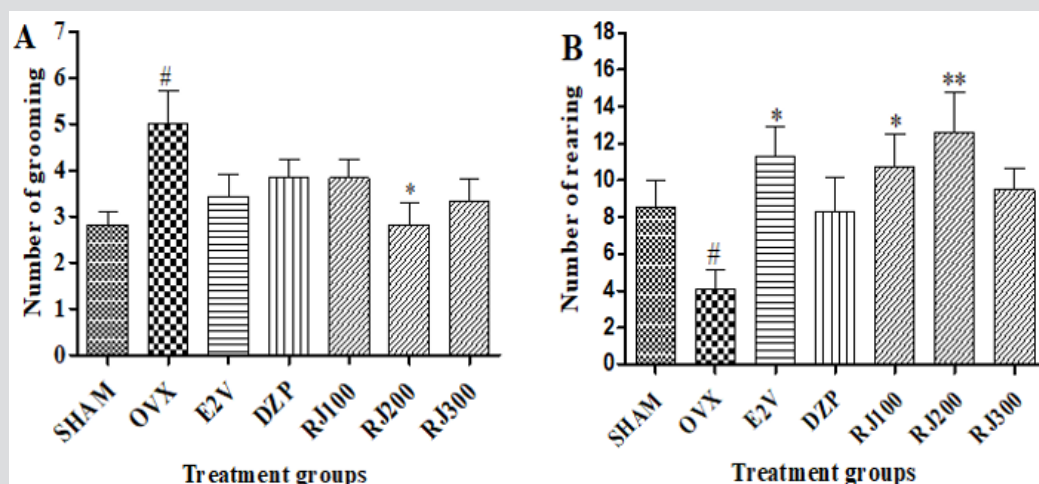 A
Number of grooming
7
6
5
4
3
2
1
0
#
*
SHAM
OVX
E2V
DZP
RJ100
RJ200
RJ300
Treatment groups
B
Number of rearing
18
16
14
12
10
8
6
4
2
0
#
*
*
**
SHAM
OVX
E2V
DZP
RJ100
RJ200
RJ300
Treatment groups